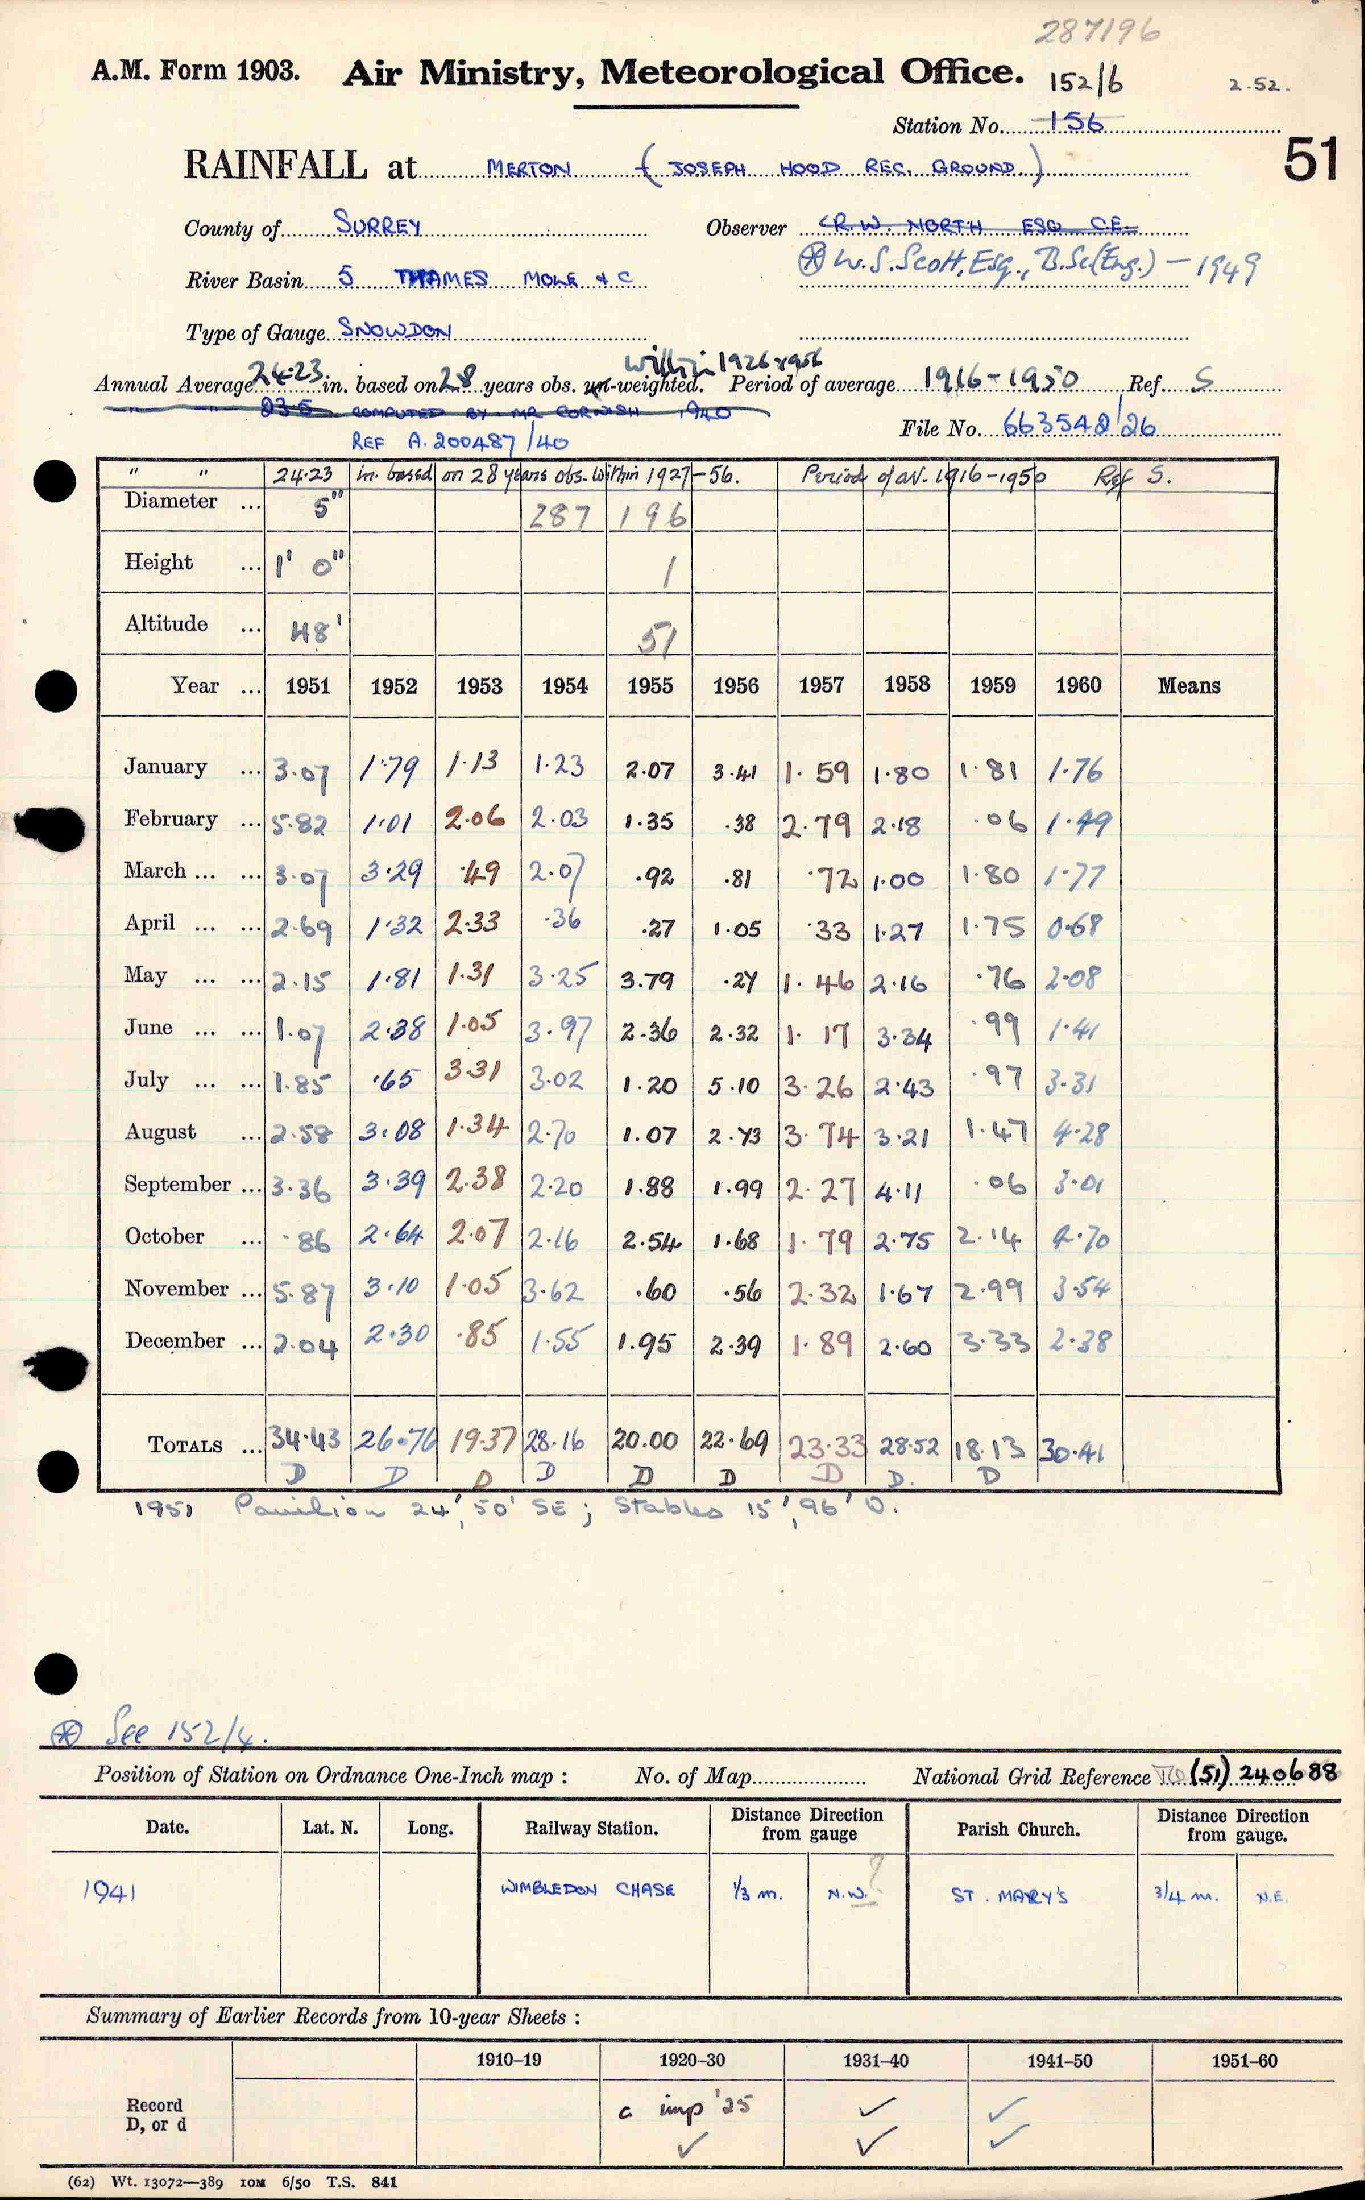 287196
A.M. Form 1903. Air Ministry, Meteorological Office. 152/6 2.52.
Station No. 156
51
RAINFALL at MERTON (JOSEPH HOOD REC. GROUND.)
County of SURREY Observer R.W. NORTH ESQ C.E.
River Basin 5 THAMES MOLE & C ⊛ W.S. Scott, Esq., B.Sc.(Eng.) — 1949
Type of Gauge SNOWDON
within 1926-1956
Annual Average 24.23 in. based on 28 years obs. un-weighted. Period of average 1916-1950 Ref. S
" " 23.5 COMPUTED BY MR CORNISH 1940
REF A.200487/40 File No. 663542/26
" " 24.23 in. based on 28 years obs. within 1927-56. Period of av. 1916-1950 Ref S.
Diameter ... 5" 287 196
Height ... 1' 0" 1
Altitude ... 48' 51
Year ... 1951 1952 1953 1954 1955 1956 1957 1958 1959 1960 Means
January ... 3.07 1.79 1.13 1.23 2.07 3.41 1.59 1.80 1.81 1.76
February ... 5.82 1.01 2.06 2.03 1.35 .38 2.79 2.18 .06 1.49
March ... ... 3.07 3.29 .49 2.07 .92 .81 .72 1.00 1.80 1.77
April ... ... 2.69 1.32 2.33 .36 .27 1.05 .33 1.27 1.75 0.68
May ... ... 2.15 1.81 1.31 3.25 3.79 .27 1.46 2.16 .76 2.08
June ... ... 1.07 2.38 1.05 3.97 2.36 2.32 1.17 3.34 .99 1.41
July ... ... 1.85 .65 3.31 3.02 1.20 5.10 3.26 2.43 .97 3.31
August ... 2.58 3.08 1.34 2.70 1.07 2.73 3.74 3.21 1.47 4.28
September ... 3.36 3.39 2.38 2.20 1.88 1.99 2.27 4.11 .06 3.01
October ... .86 2.64 2.07 2.16 2.54 1.68 1.79 2.75 2.14 4.70
November ... 5.87 3.10 1.05 3.62 .60 .56 2.32 1.67 2.99 3.54
December ... 2.04 2.30 .85 1.55 1.95 2.39 1.89 2.60 3.33 2.38
TOTALS ... 34.43 26.76 19.37 28.16 20.00 22.69 23.33 28.52 18.13 30.41
D D D D D D D D. D
1951 Pavilion 24', 50' SE; Stables 15', 96' D.
⊛ See 152/4.
Position of Station on Ordnance One-Inch map : No. of Map National Grid Reference TQ (51) 240688
Date. Lat. N. Long. Railway Station. Distance Direction from gauge Parish Church. Distance Direction from gauge.
1941 WIMBLEDON CHASE 1/3 m. N.W. ? ST. MARY'S 3/4 m. N.E.
Summary of Earlier Records from 10-year Sheets :
1910–19 1920–30 1931–40 1941–50 1951–60
Record D, or d c imp '25 ✓ ✓
✓ ✓ ✓
(62) Wt. 13072—389 10M 6/50 T.S. 841